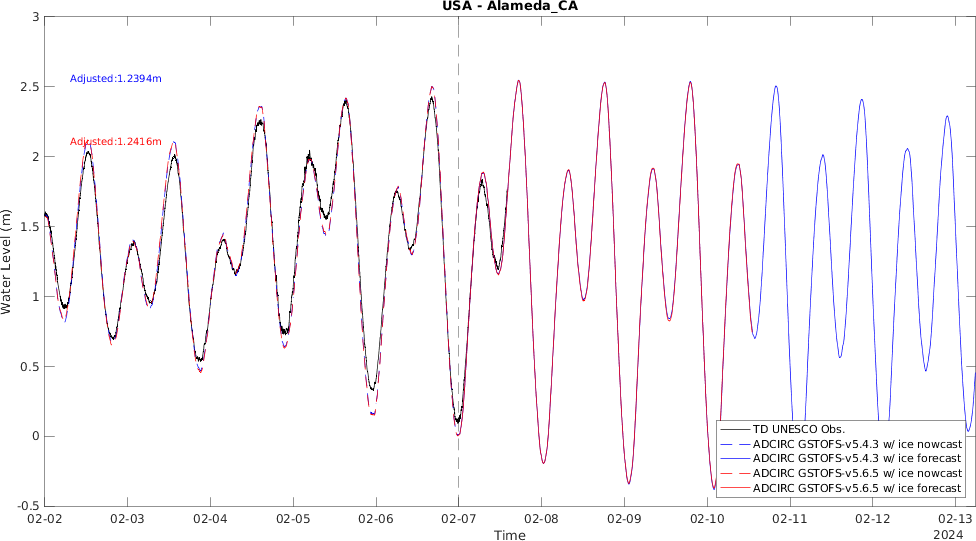 USA - Alameda_CA
3
2.5
2
1.5
1
0.5
0
-0.5
Water Level (m)
Adjusted:1.2394m
Adjusted:1.2416m
TD UNESCO Obs.
ADCIRC GSTOFS-v5.4.3 w/ ice nowcast
ADCIRC GSTOFS-v5.4.3 w/ ice forecast
ADCIRC GSTOFS-v5.6.5 w/ ice nowcast
ADCIRC GSTOFS-v5.6.5 w/ ice forecast
02-02 02-03 02-04 02-05 02-06 02-07 02-08 02-09 02-10 02-11 02-12 02-13
Time
2024